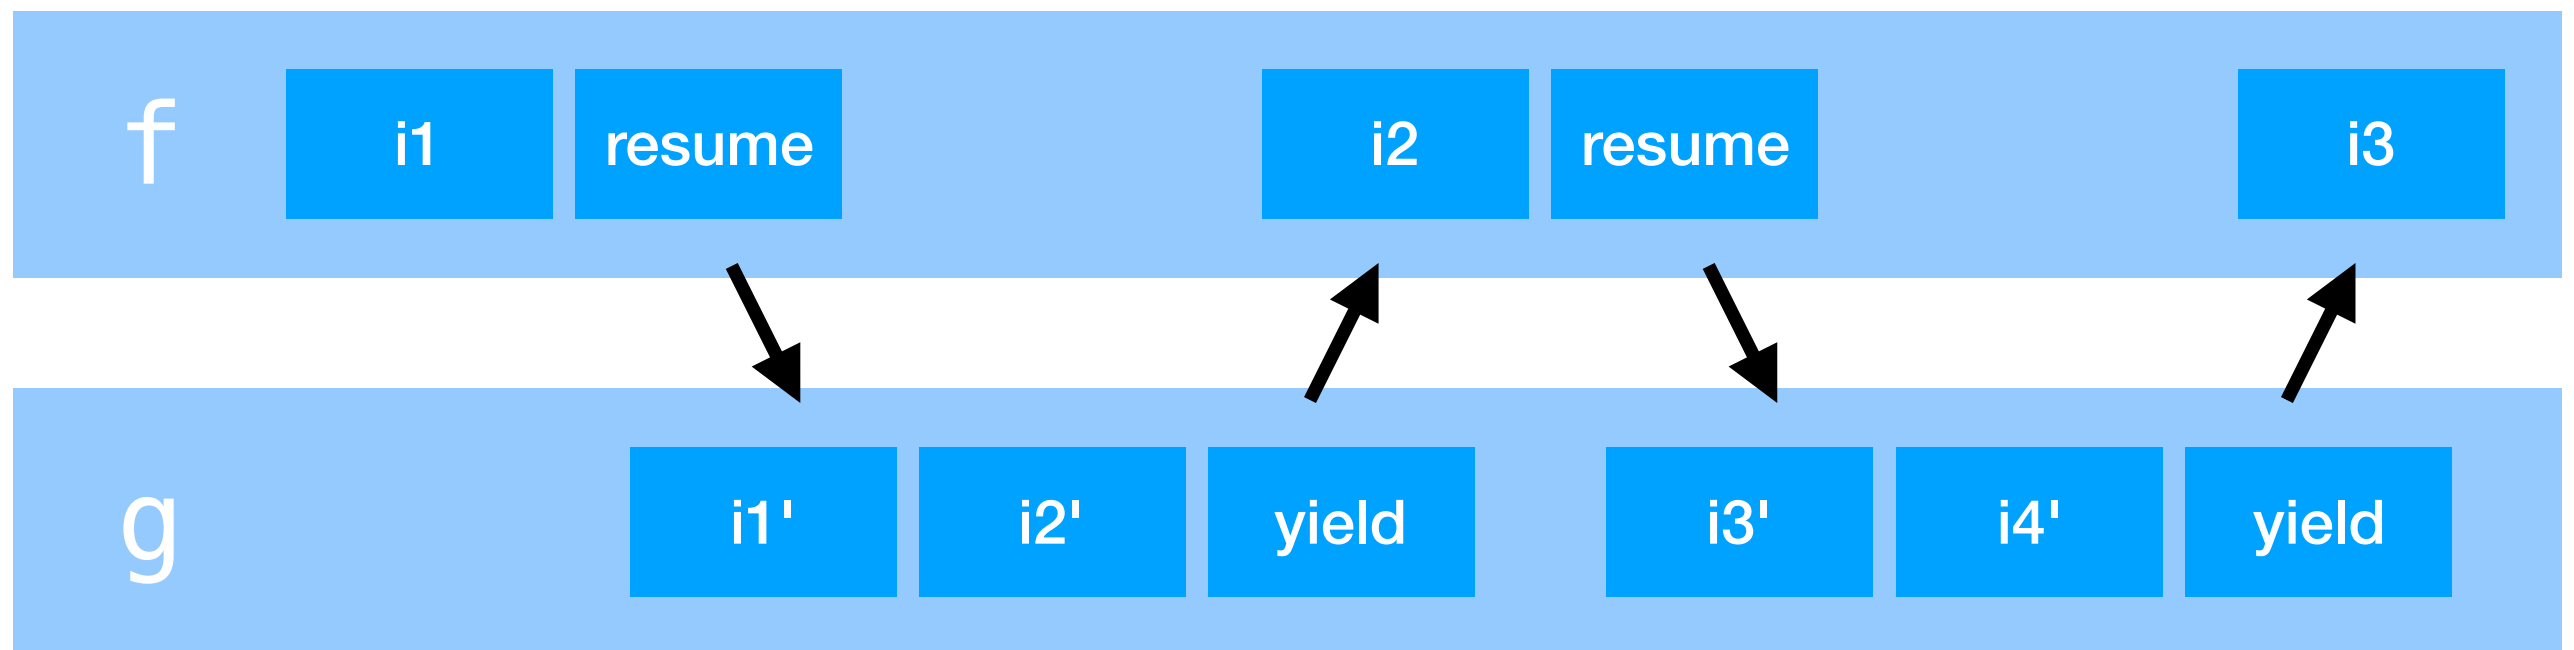 f i1 resume i2 resume i3
g i1' i2' yield i3' i4' yield